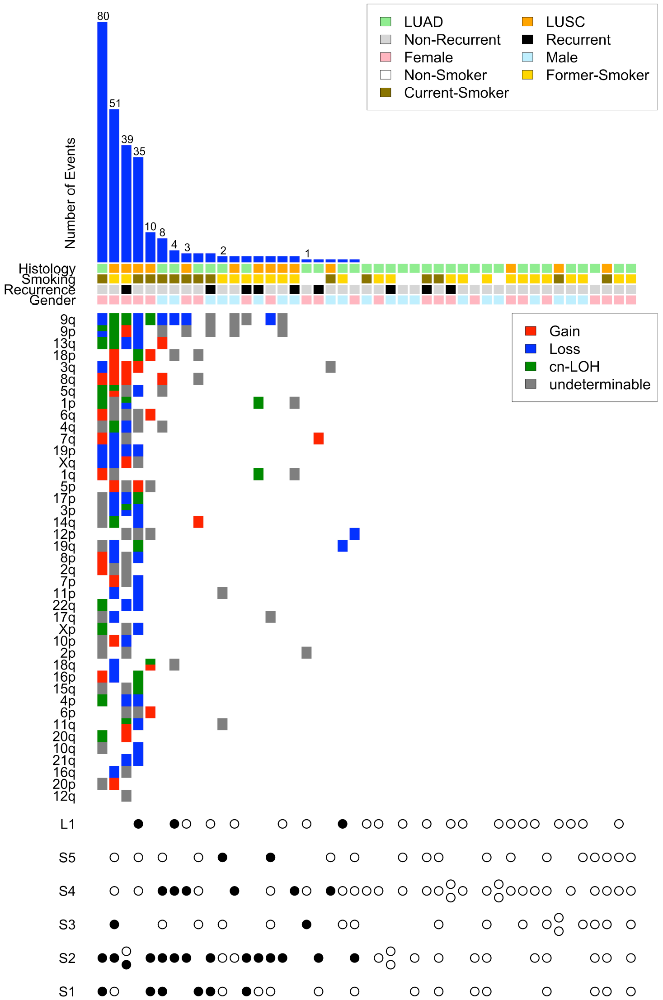 80
51
39
35
10
8
4
3
2
1
Number of Events
LUAD
LUSC
Non-Recurrent
Recurrent
Female
Male
Non-Smoker
Former-Smoker
Current-Smoker
Histology
Smoking
Recurrence
Gender
Gain
Loss
cn-LOH
undeterminable
9q
9p
13q
18p
3q
8q
5q
1p
6q
4q
7q
19p
Xq
1q
5p
17p
3p
14q
12p
19q
8p
2q
7p
11p
22q
17q
Xp
10p
2p
18q
16p
15q
4p
6p
11q
20q
10q
21q
16q
20p
12q
L1
S5
S4
S3
S2
S1